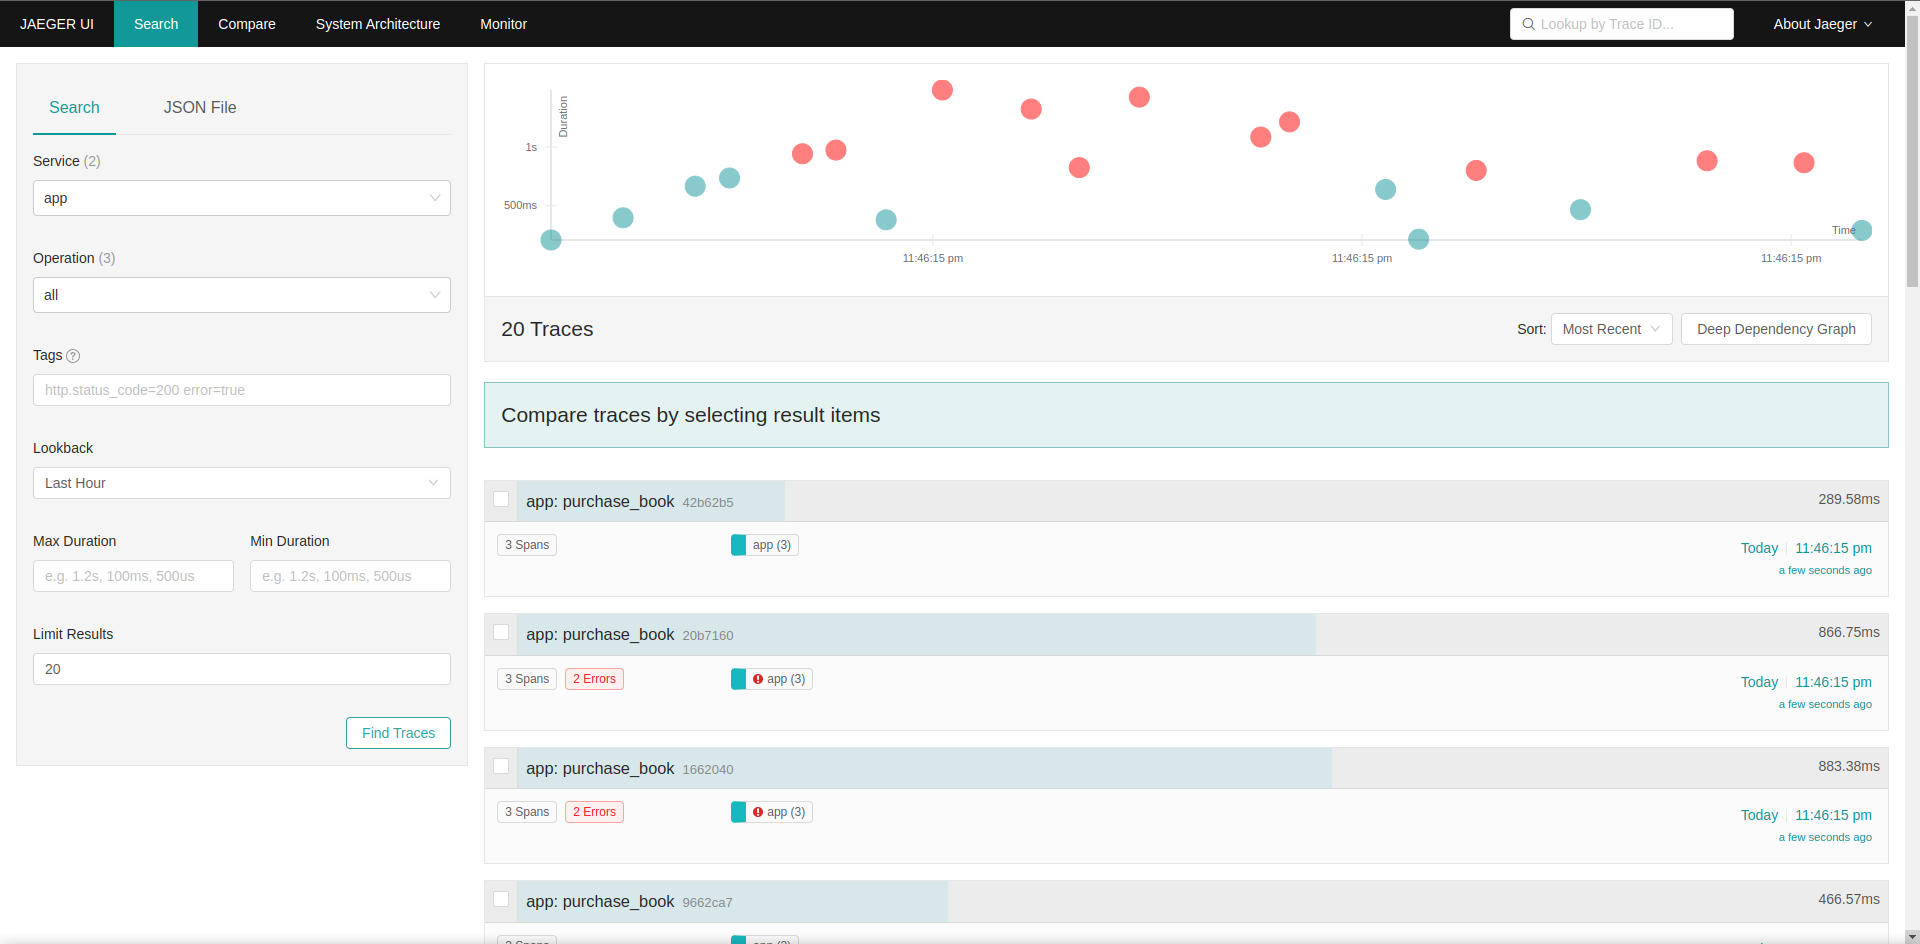 JAEGER UI Search Compare System Architecture Monitor Lookup by Trace ID... About Jaeger
Search JSON File
Service (2)
app
Operation (3)
all
Tags ?
http.status_code=200 error=true
Lookback
Last Hour
Max Duration Min Duration
e.g. 1.2s, 100ms, 500us e.g. 1.2s, 100ms, 500us
Limit Results
20
Find Traces
Duration
1s
500ms
Time
11:46:15 pm 11:46:15 pm 11:46:15 pm
20 Traces Sort: Most Recent Deep Dependency Graph
Compare traces by selecting result items
app: purchase_book 42b62b5 289.58ms
3 Spans app (3) Today 11:46:15 pm
a few seconds ago
app: purchase_book 20b7160 866.75ms
3 Spans 2 Errors app (3) Today 11:46:15 pm
a few seconds ago
app: purchase_book 1662040 883.38ms
3 Spans 2 Errors app (3) Today 11:46:15 pm
a few seconds ago
app: purchase_book 9662ca7 466.57ms
3 Spans app (3)